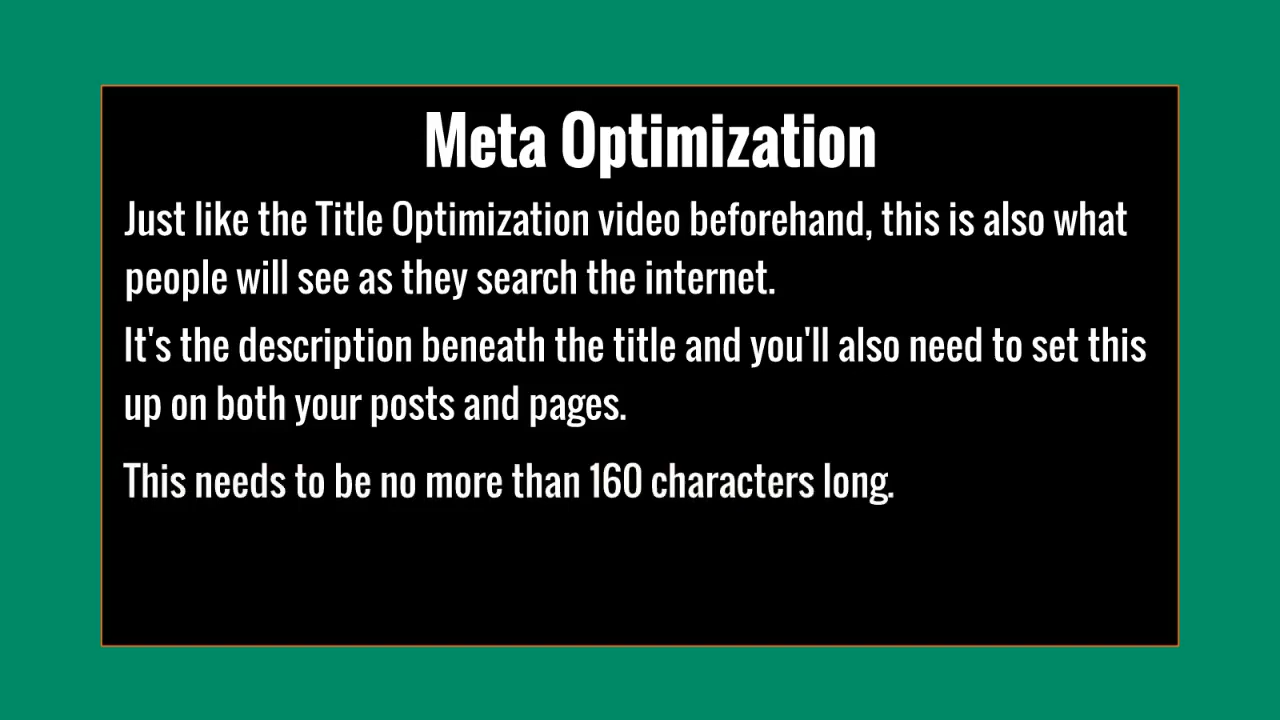 Meta Optimization
Just like the Title Optimization video beforehand, this is also what
people will see as they search the internet.
It's the description beneath the title and you'll also need to set this
up on both your posts and pages.
This needs to be no more than 160 characters long.